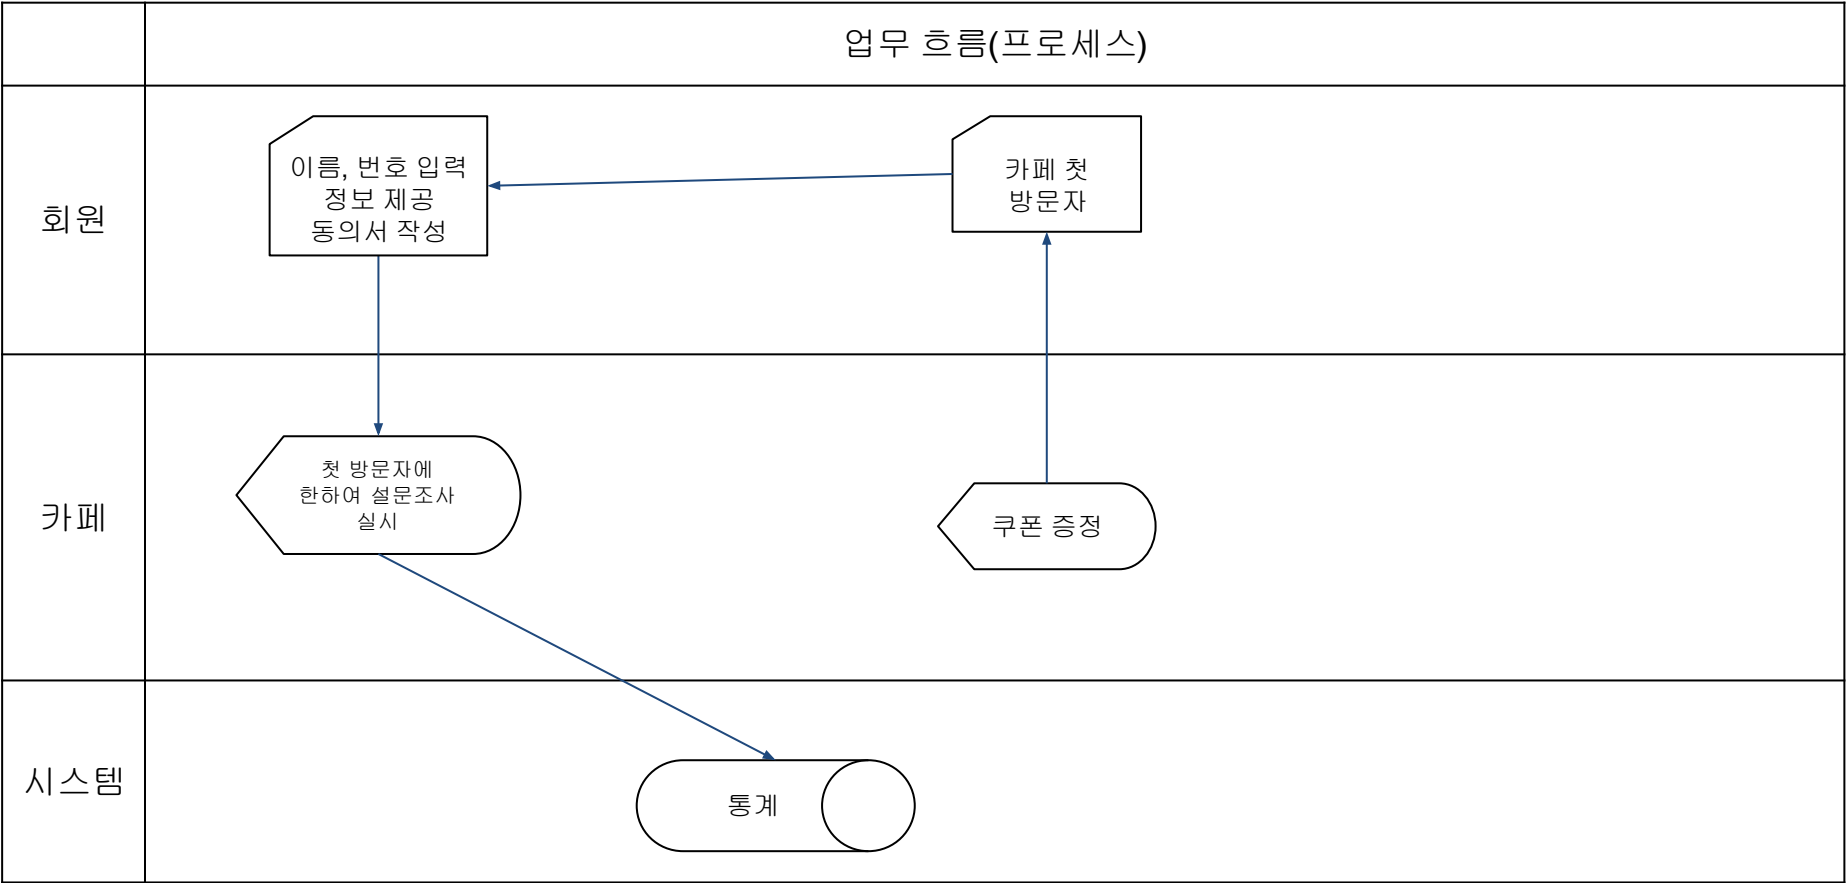 업무 흐름(프로세스)
회원
이름, 번호 입력
정보 제공
동의서 작성
카페 첫
방문자
카페
첫 방문자에
한하여 설문조사
실시
쿠폰 증정
시스템
통계